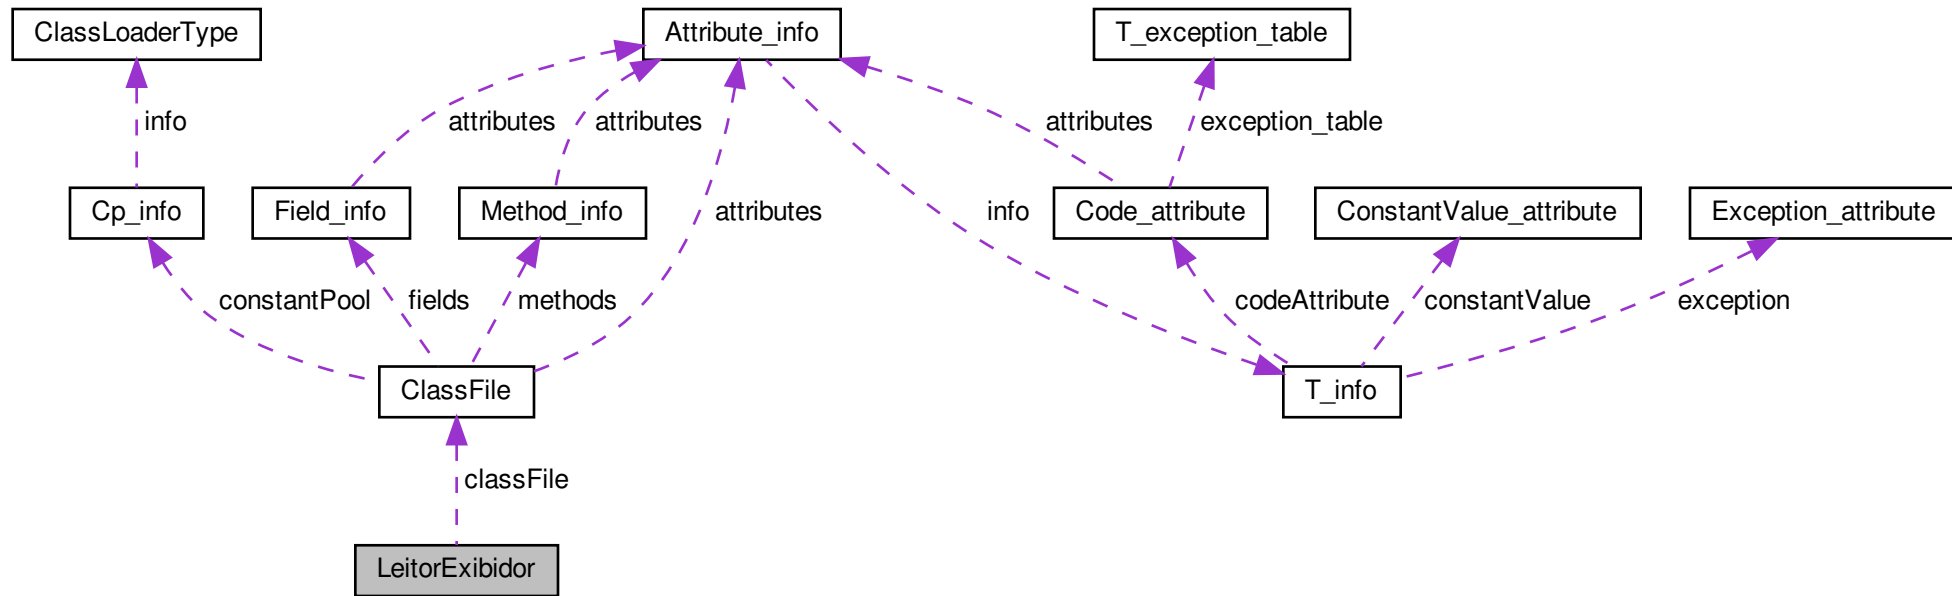 ClassLoaderType
Attribute_info
T_exception_table
info
attributes
attributes
attributes
exception_table
Cp_info
Field_info
Method_info
attributes
info
Code_attribute
ConstantValue_attribute
Exception_attribute
constantPool
fields
methods
codeAttribute
constantValue
exception
ClassFile
T_info
classFile
LeitorExibidor